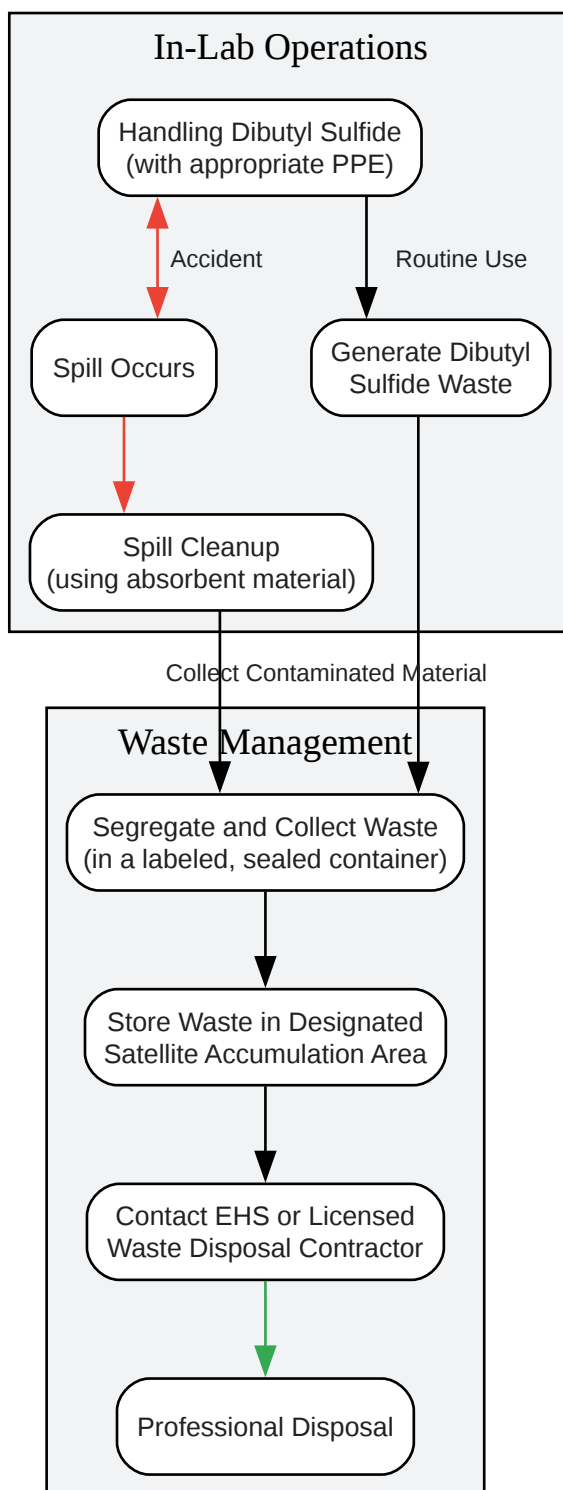 In-Lab Operations
Handling Dibutyl Sulfide
(with appropriate PPE)
Accident
Routine Use
Spill Occurs
Generate Dibutyl
Sulfide Waste
Spill Cleanup
(using absorbent material)
Collect Contaminated Material
Waste Management
Segregate and Collect Waste
(in a labeled, sealed container)
Store Waste in Designated
Satellite Accumulation Area
Contact EHS or Licensed
Waste Disposal Contractor
Professional Disposal